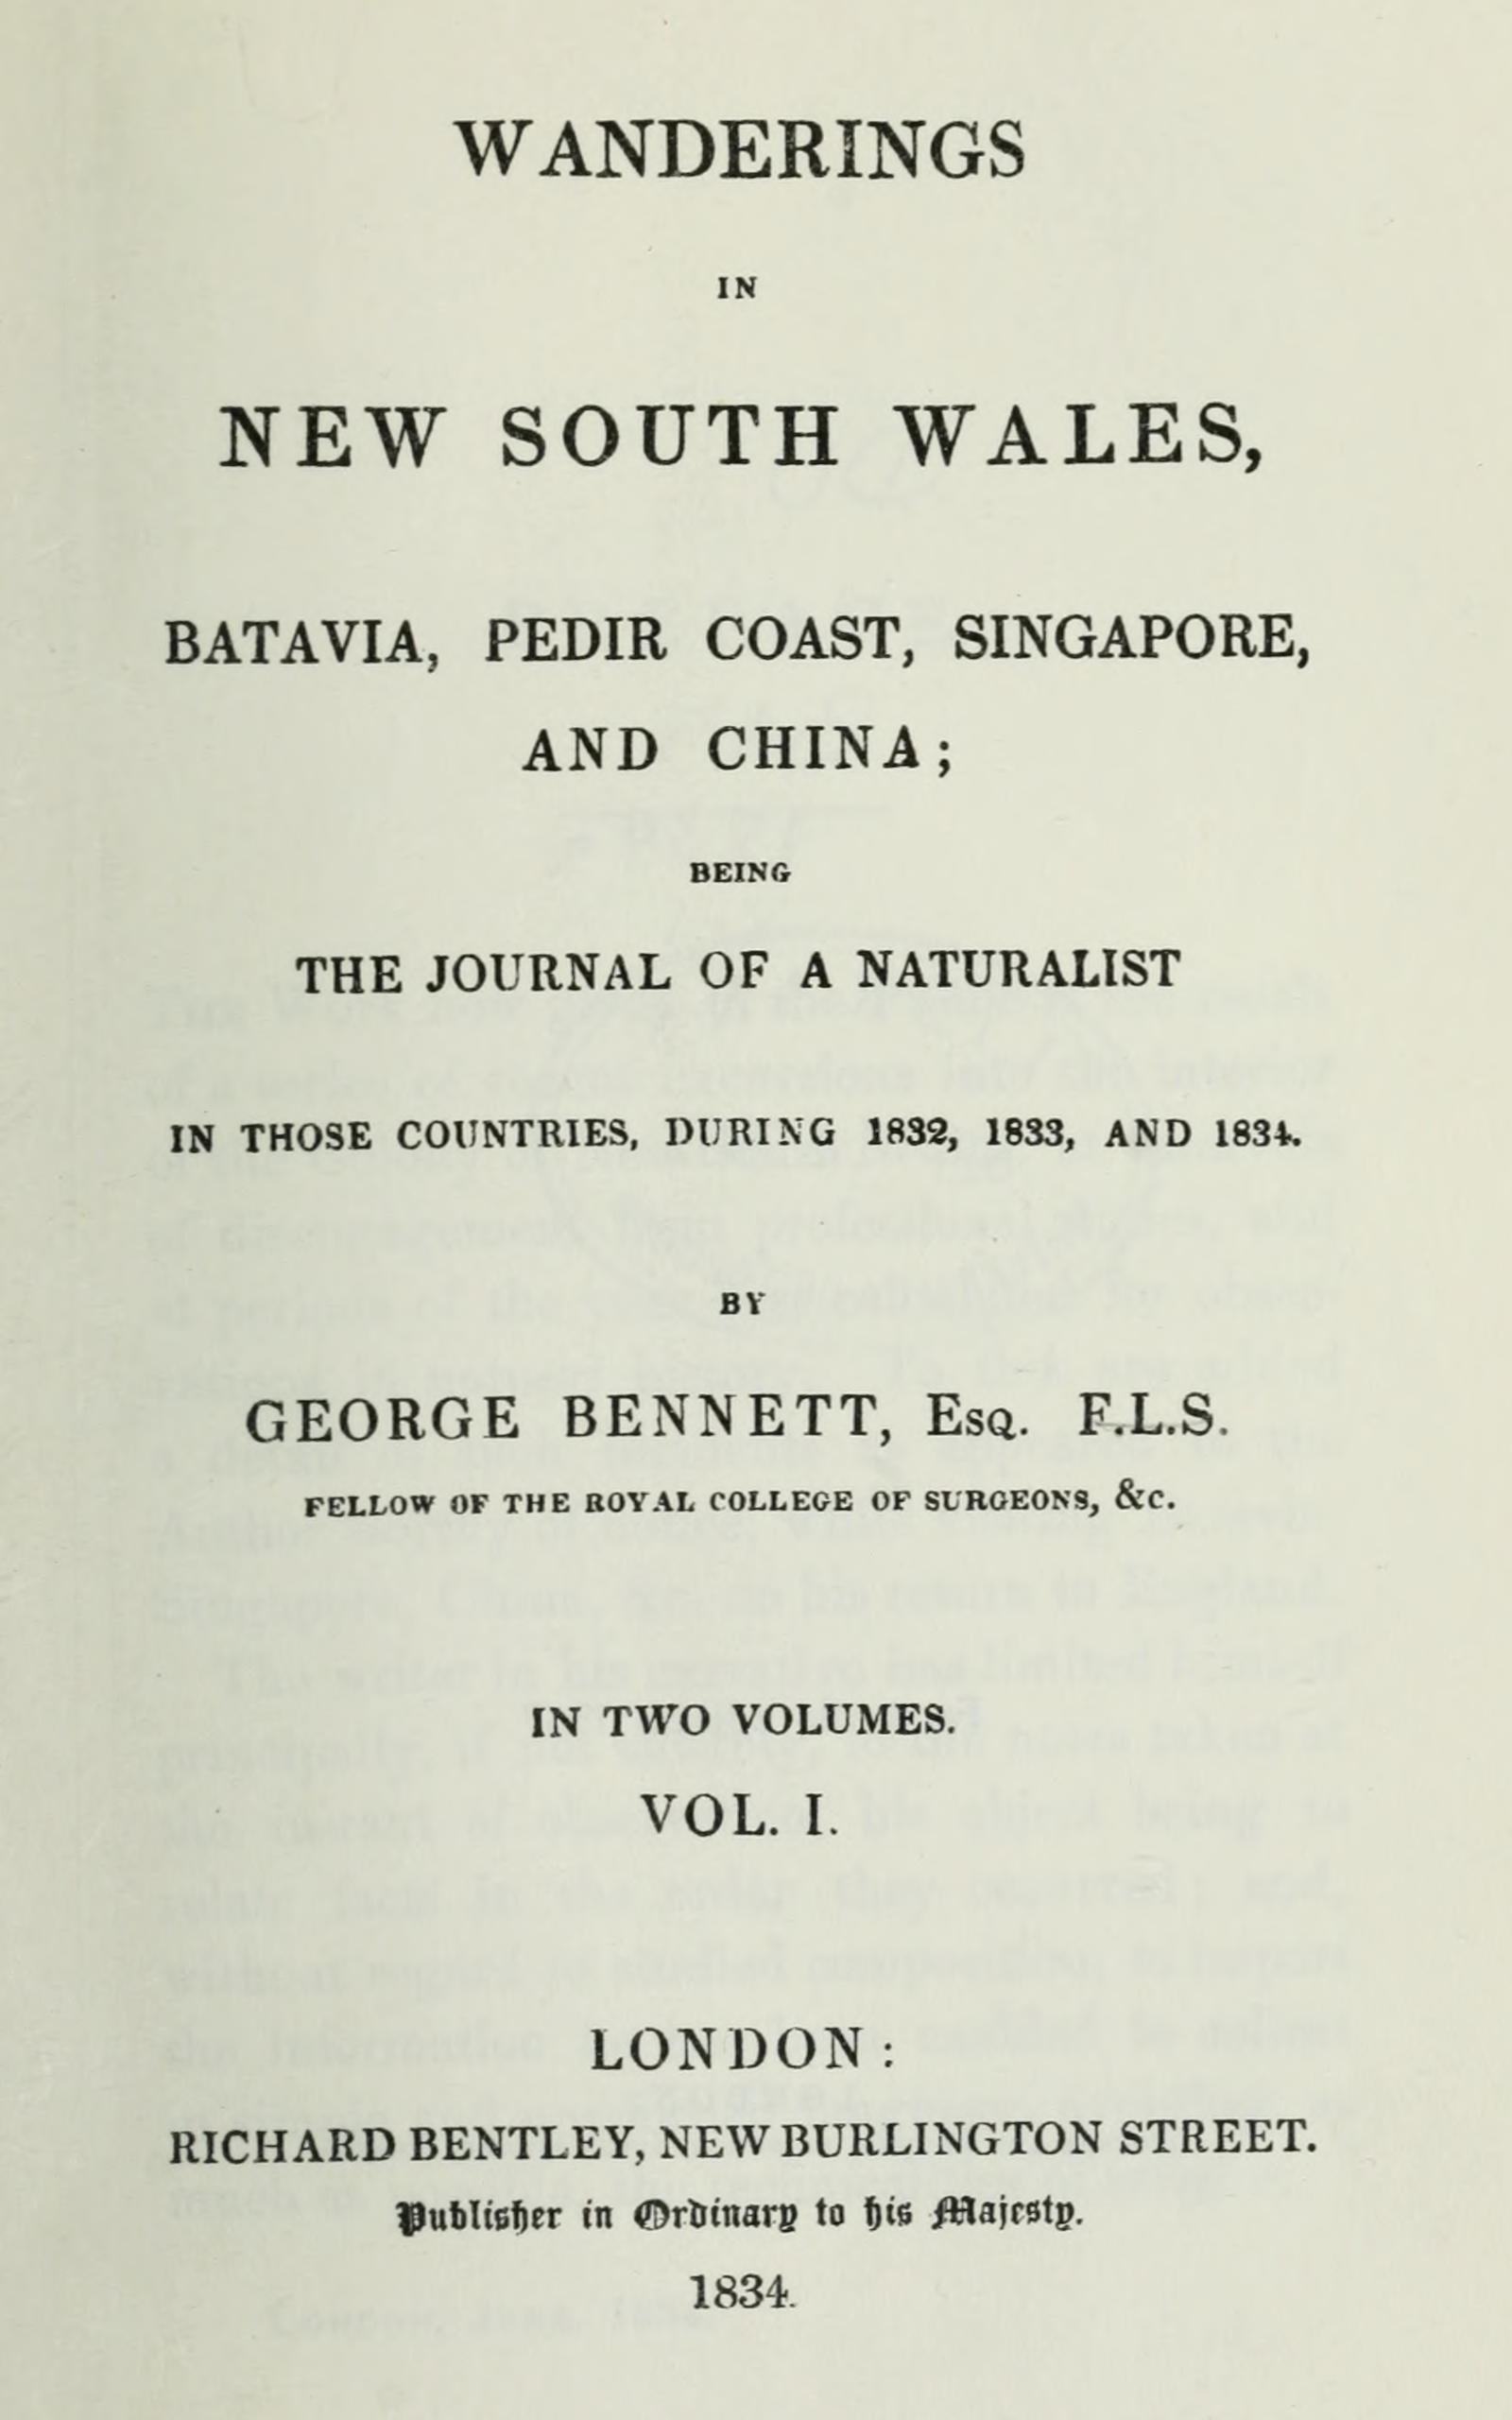 WANDERINGS
IN
NEW SOUTH WALES,
BATAVIA, PEDIR COAST, SINGAPORE,
AND CHINA;
BEING
THE JOURNAL OF A NATURALIST
IN THOSE COUNTRIES, DURING 1832, 1833, AND 1834.
BY
GEORGE BENNETT, Esq. F.L.S.
FELLOW OF THE ROYAL COLLEGE OF SURGEONS, &c.
IN TWO VOLUMES.
VOL. I.
LONDON:
RICHARD BENTLEY, NEW BURLINGTON STREET.
Publisher in Ordinary to his Majesty.
1834.